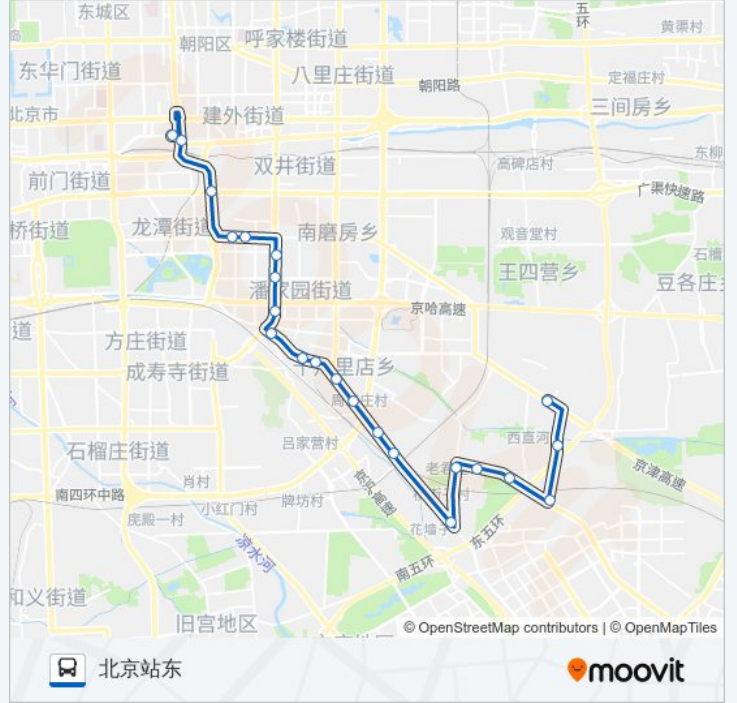 东城区
五环
黄渠村
呼家楼街道
朝阳区
东华门街道
八里庄街道
朝阳路
定福庄村
三间房乡
北京市
建外街道
东柳
双井街道
高碑店村
前门街道
广渠快速路
龙潭街道
桥街道
南磨房乡
观音堂村
石槽
王四营乡
豆各庄
潘家园街道
京哈高速
道
方庄街道
成寿寺街道
里店乡
周庄村
吕家营村
西直河
石榴庄街道
老君
京津高速
肖村
京沪高速
南四环中路
牌坊村
小红门村
庑殿一村
花墙子
东五环
凉水河
南五环
和义街道
旧宫地区
© OpenStreetMap contributors | © OpenMapTiles
北京站东
moovit